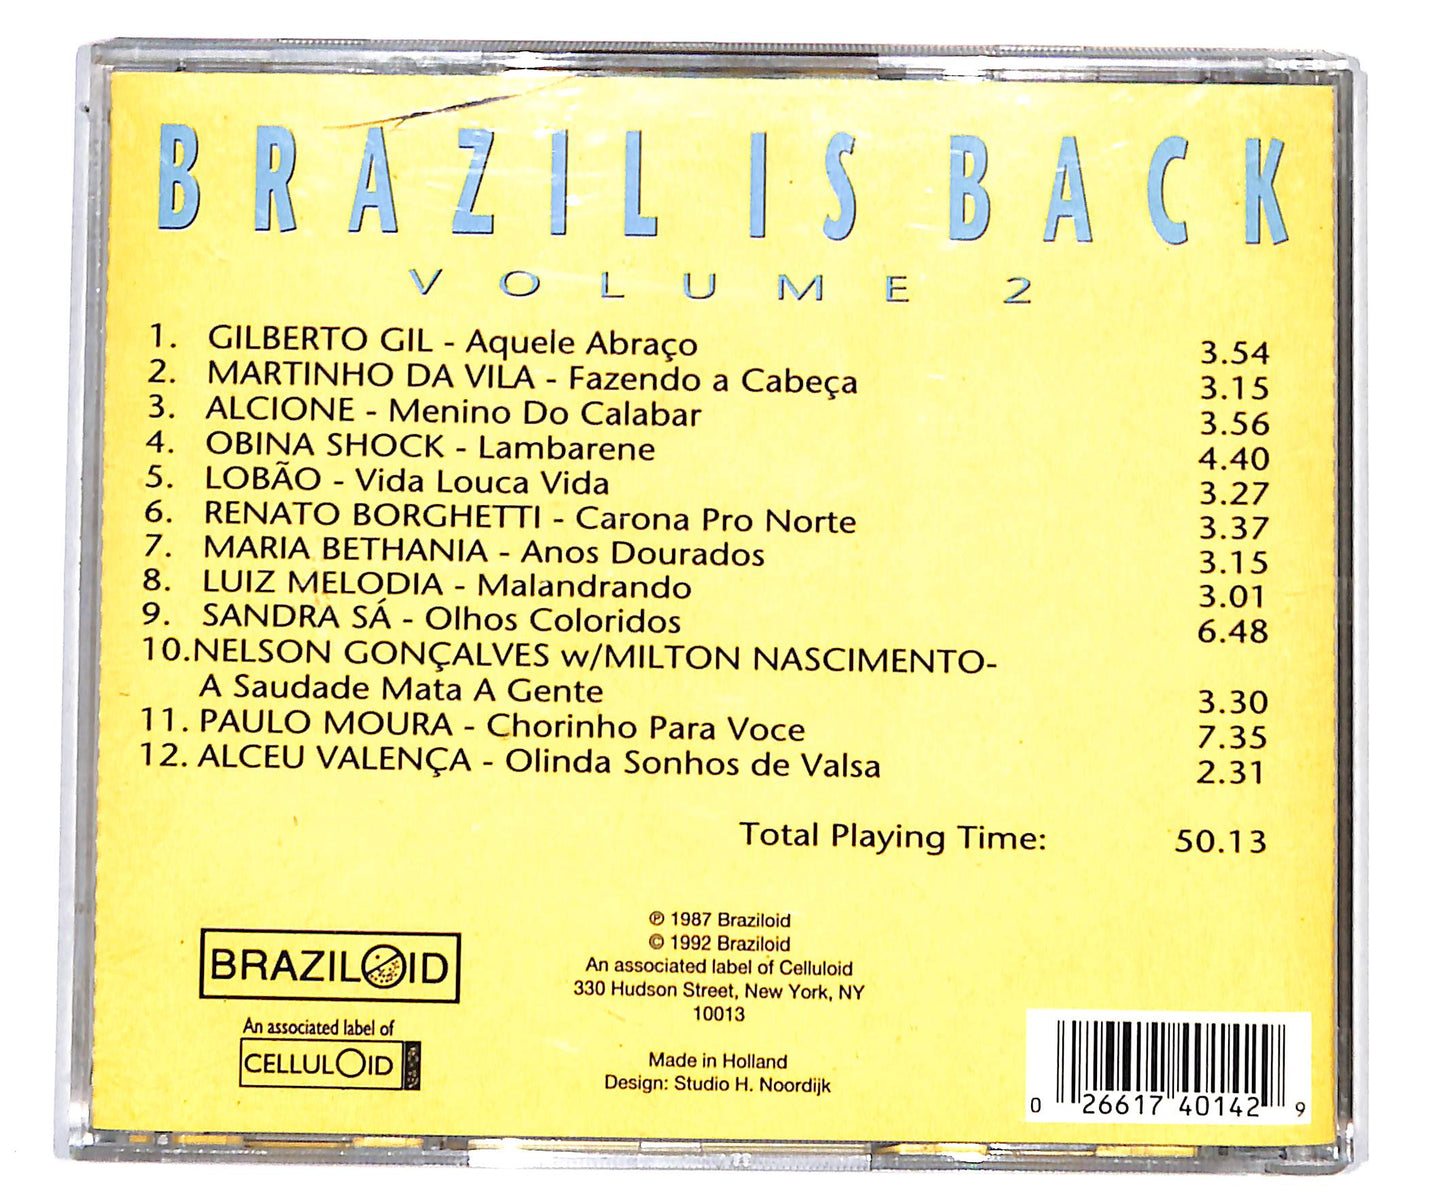 BRAZIL IS BACK
VOLUME 2
1. GILBERTO GIL - Aquele Abraço 3.54
2. MARTINHO DA VILA - Fazendo a Cabeça 3.15
3. ALCIONE - Menino Do Calabar 3.56
4. OBINA SHOCK - Lambarene 4.40
5. LOBÃO - Vida Louca Vida 3.27
6. RENATO BORGHETTI - Carona Pro Norte 3.37
7. MARIA BETHANIA - Anos Dourados 3.15
8. LUIZ MELODIA - Malandrando 3.01
9. SANDRA SÁ - Olhos Coloridos 6.48
10.NELSON GONÇALVES w/MILTON NASCIMENTO-
A Saudade Mata A Gente 3.30
11. PAULO MOURA - Chorinho Para Voce 7.35
12. ALCEU VALENÇA - Olinda Sonhos de Valsa 2.31
Total Playing Time: 50.13
BRAZILOID
An associated label of
CELLULOID
℗ 1987 Braziloid
© 1992 Braziloid
An associated label of Celluloid
330 Hudson Street, New York, NY
10013
Made in Holland
Design: Studio H. Noordijk
0 26617 40142 9